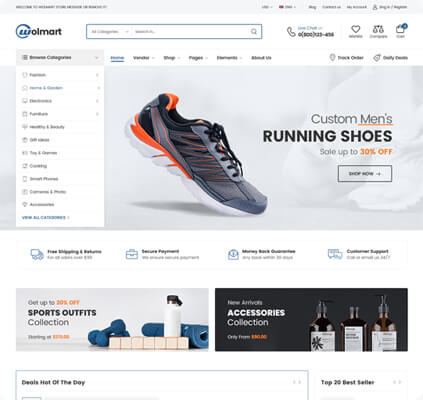 WELCOME TO WOLMART STORE MESSAGE OR REMOVE IT!
USD
ENG
Blog
Contact us
My Account
Sign in / Register
Wolmart
All Categories
Search in...
Live Chat or:
0(800)123-456
Wishlist
Compare
Cart
Browse Categories
Home
Vendor
Shop
Pages
Elements
About Us
Track Order
Daily Deals
Fashion
Home & Garden
Electronics
Furniture
Healthy & Beauty
Gift Ideas
Toy & Games
Cooking
Smart Phones
Cameras & Photo
Accessories
VIEW ALL CATEGORIES
Custom Men's
RUNNING SHOES
Sale up to 30% OFF
SHOP NOW
Free Shipping & Returns
For all orders over $99
Secure Payment
We ensure secure payment
Money Back Guarantee
Any back within 30 days
Customer Support
Call or email us 24/7
Get up to 20% OFF
SPORTS OUTFITS
Collection
Starting at $170.00
New Arrivals
ACCESSORIES
Collection
Only From $90.00
Deals Hot Of The Day
Top 20 Best Seller